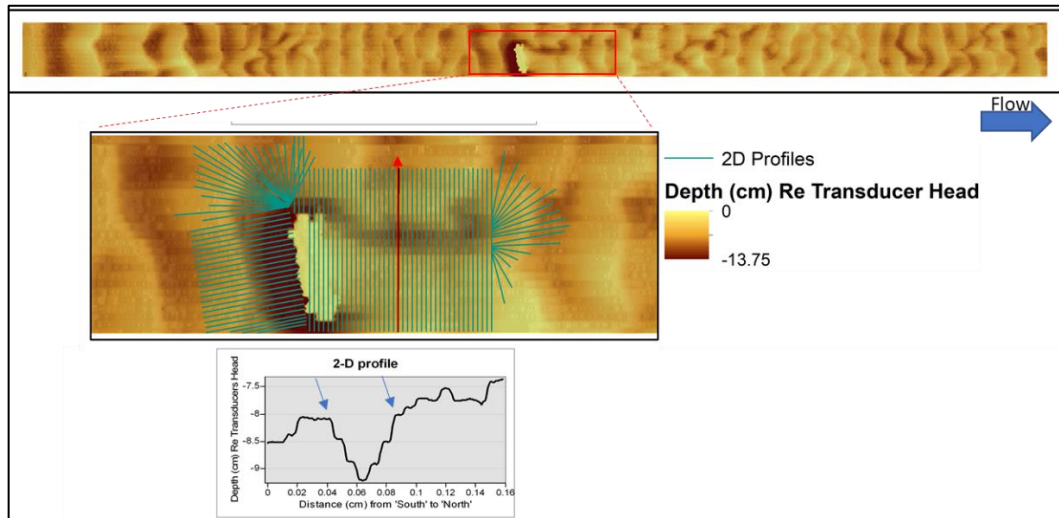 Flow
2D Profiles
Depth (cm) Re Transducer Head
0
-13.75
2-D profile
Depth (cm) Re Transducers Head
-7.5
-8
-8.5
-9
0 0.02 0.04 0.06 0.08 0.1 0.12 0.14 0.16
Distance (cm) from 'South' to 'North'